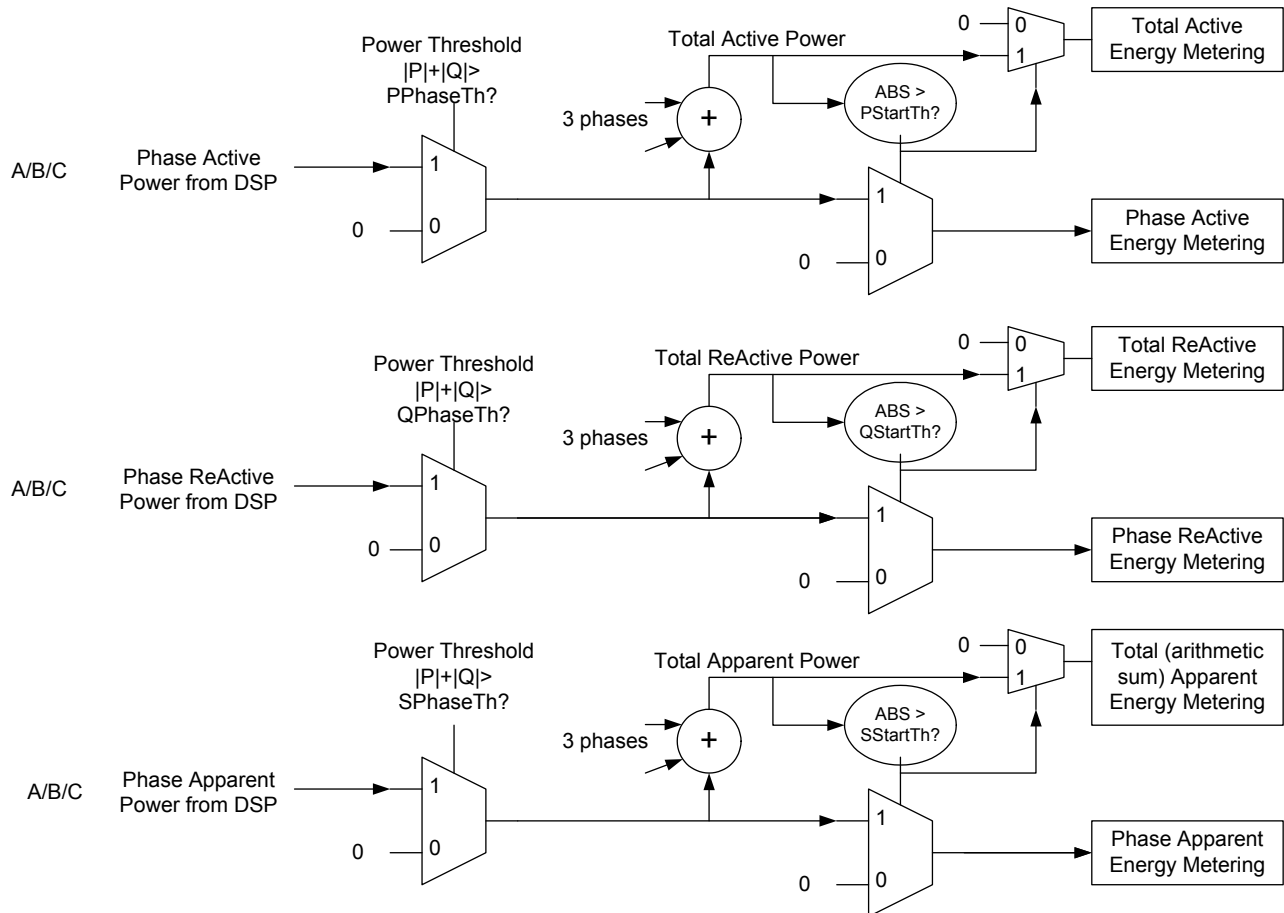 Power Threshold
|P|+|Q|>
PPhaseTh?
A/B/C
Phase Active
Power from DSP
1
0
0
3 phases
+
Total Active Power
ABS >
PStartTh?
0
0
1
Total Active
Energy Metering
1
0
0
Phase Active
Energy Metering
Power Threshold
|P|+|Q|>
QPhaseTh?
A/B/C
Phase ReActive
Power from DSP
1
0
0
3 phases
+
Total ReActive Power
ABS >
QStartTh?
0
0
1
Total ReActive
Energy Metering
1
0
0
Phase ReActive
Energy Metering
Power Threshold
|P|+|Q|>
SPhaseTh?
A/B/C
Phase Apparent
Power from DSP
1
0
0
3 phases
+
Total Apparent Power
ABS >
SStartTh?
0
0
1
Total (arithmetic
sum) Apparent
Energy Metering
1
0
0
Phase Apparent
Energy Metering